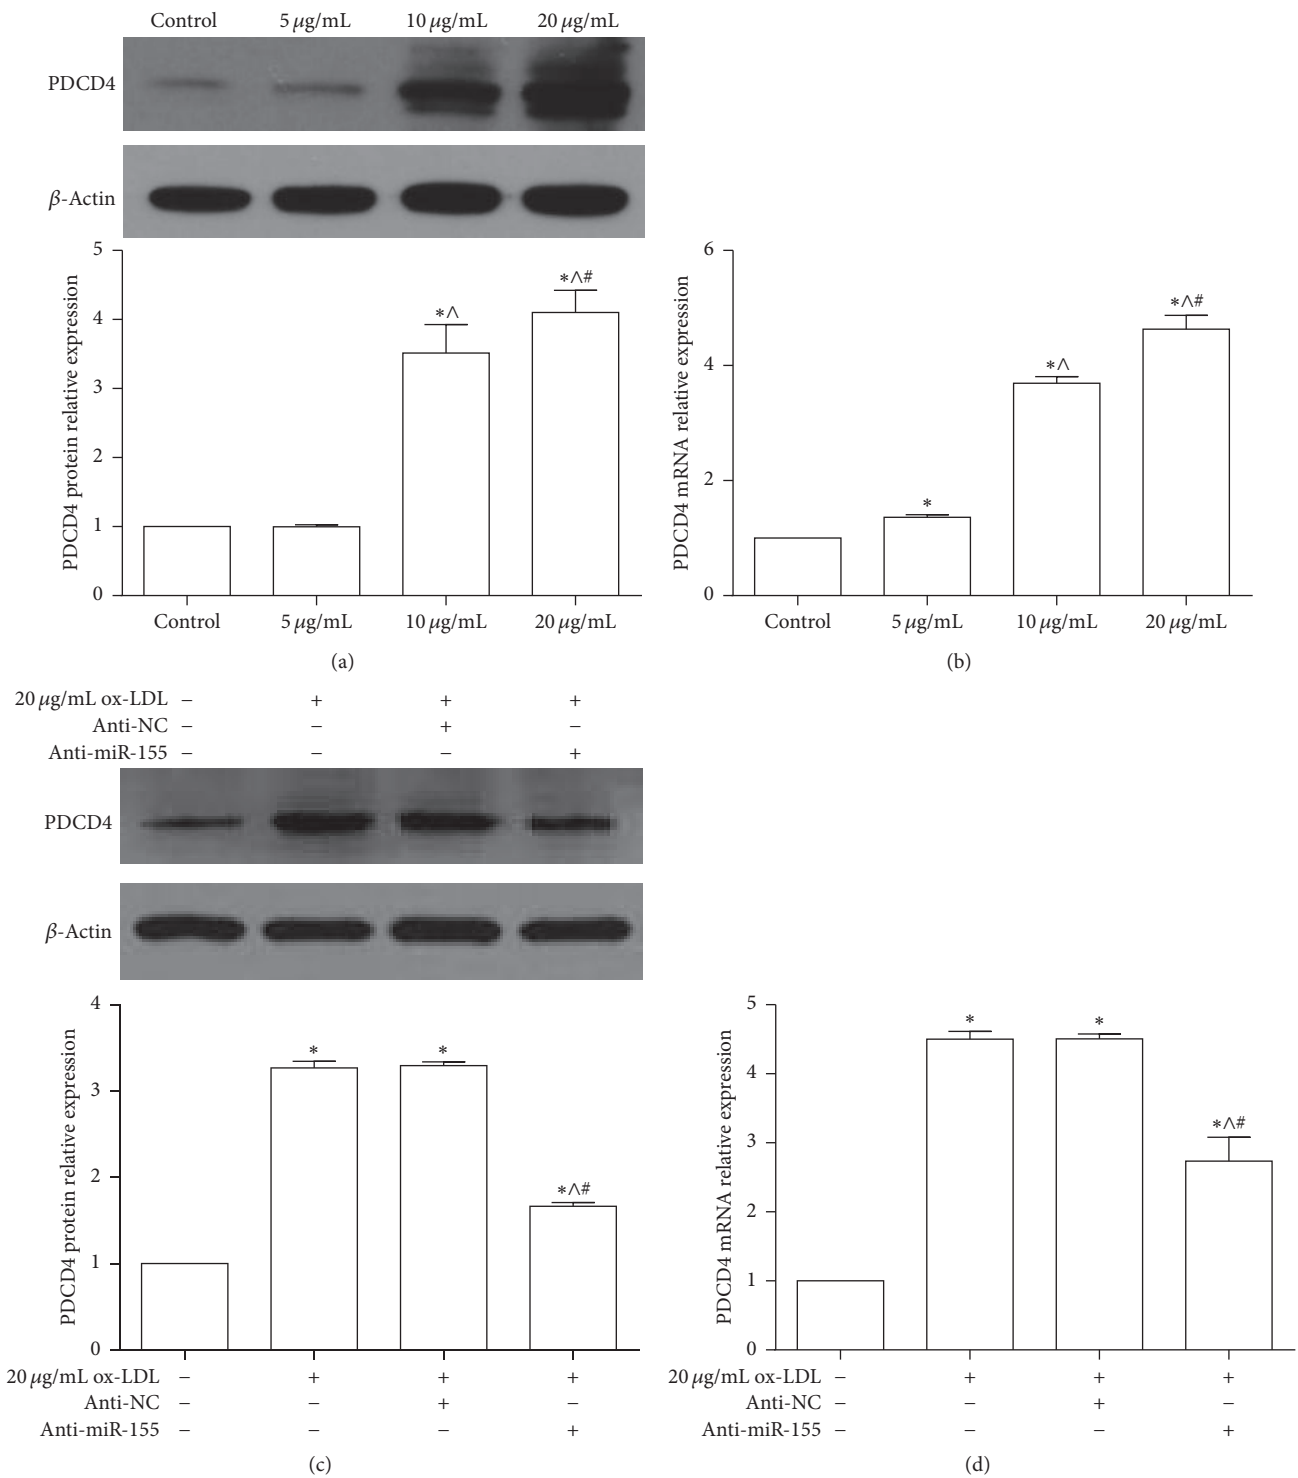 Control 5 μg/mL 10 μg/mL 20 μg/mL
PDCD4
β-Actin
5
4
3
2
1
0
PDCD4 protein relative expression
*^
*^#
Control 5 μg/mL 10 μg/mL 20 μg/mL
(a)
6
4
2
0
PDCD4 mRNA relative expression
*
*^
*^#
Control 5 μg/mL 10 μg/mL 20 μg/mL
(b)
20 μg/mL ox-LDL − + + +
Anti-NC − − + −
Anti-miR-155 − − − +
PDCD4
β-Actin
4
3
2
1
0
PDCD4 protein relative expression
*
*
*^#
20 μg/mL ox-LDL − + + +
Anti-NC − − + −
Anti-miR-155 − − − +
(c)
5
4
3
2
1
0
PDCD4 mRNA relative expression
*
*
*^#
20 μg/mL ox-LDL − + + +
Anti-NC − − + −
Anti-miR-155 − − − +
(d)